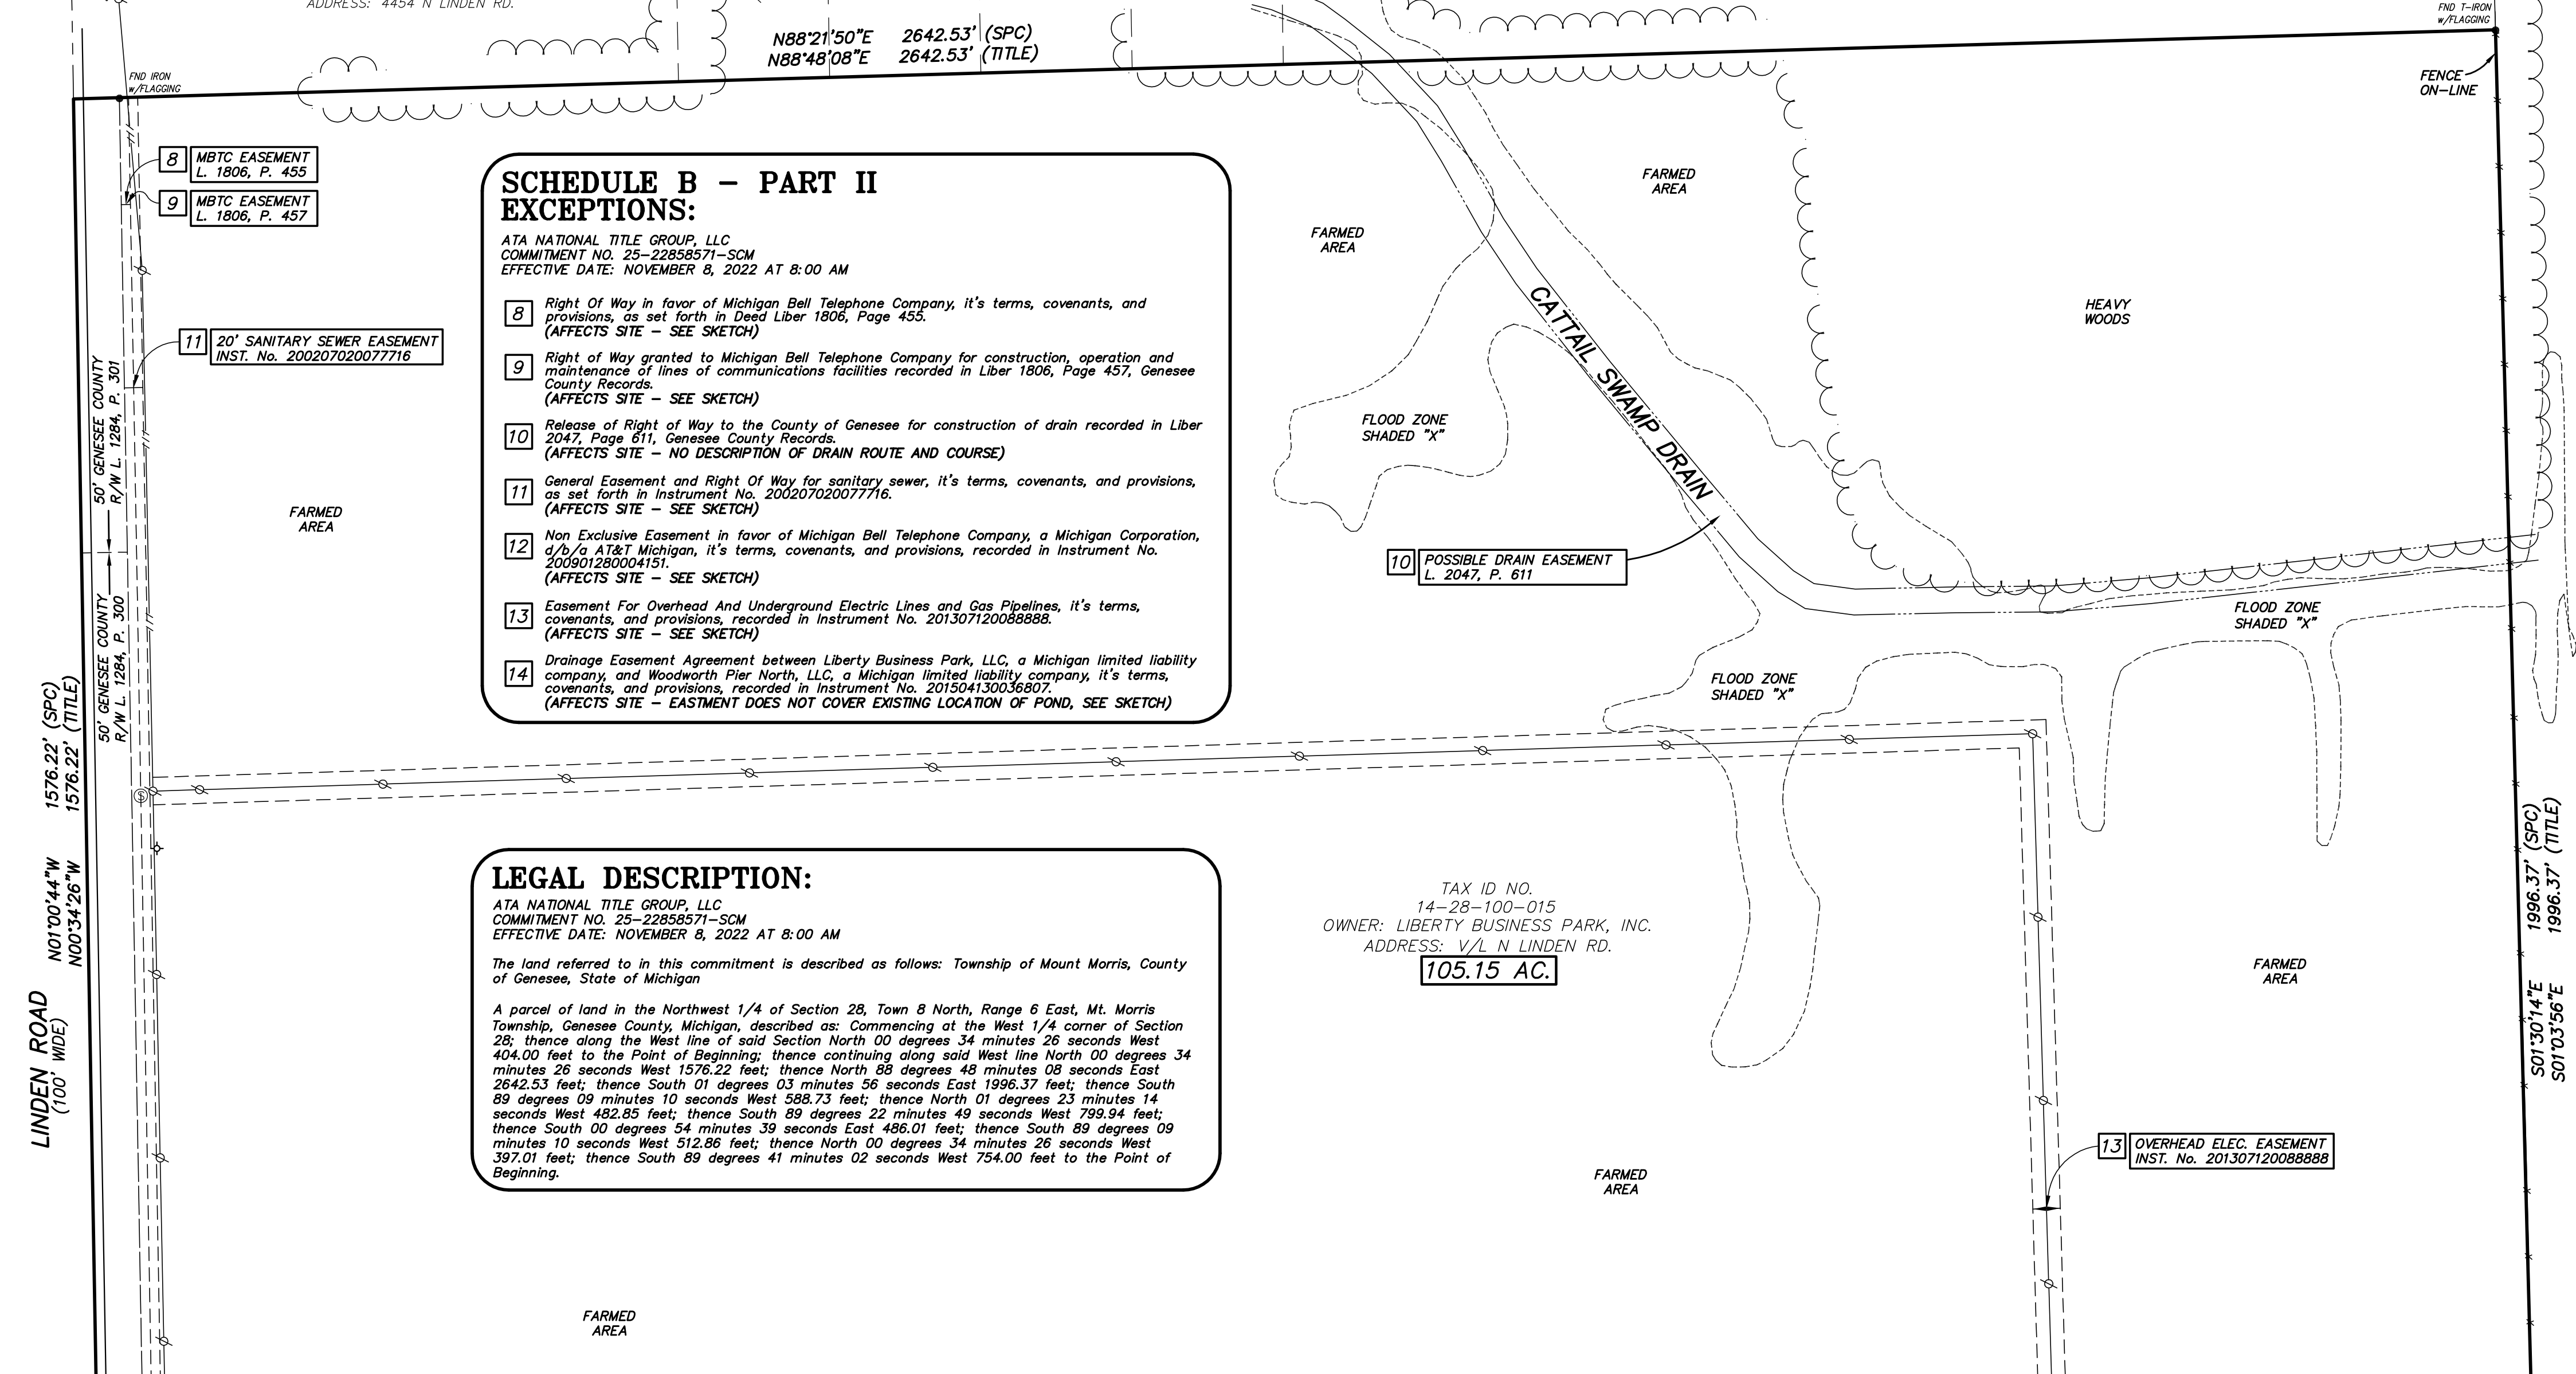 ADDRESS: 4454 N LINDEN RD.
N88°21'50"E 2642.53' (SPC)
N88°48'08"E 2642.53' (TITLE)
FND T-IRON
w/FLAGGING
FND IRON
w/FLAGGING
FENCE
ON-LINE
8
MBTC EASEMENT
L. 1806, P. 455
9
MBTC EASEMENT
L. 1806, P. 457
11
20' SANITARY SEWER EASEMENT
INST. No. 200207020077716
50' GENESEE COUNTY
R/W L. 1284, P. 301
50' GENESEE COUNTY
R/W L. 1284, P. 300
FARMED
AREA
SCHEDULE B - PART II
EXCEPTIONS:
ATA NATIONAL TITLE GROUP, LLC
COMMITMENT NO. 25-22858571-SCM
EFFECTIVE DATE: NOVEMBER 8, 2022 AT 8:00 AM
8
Right Of Way in favor of Michigan Bell Telephone Company, it's terms, covenants, and
provisions, as set forth in Deed Liber 1806, Page 455.
(AFFECTS SITE - SEE SKETCH)
9
Right of Way granted to Michigan Bell Telephone Company for construction, operation and
maintenance of lines of communications facilities recorded in Liber 1806, Page 457, Genesee
County Records.
(AFFECTS SITE - SEE SKETCH)
10
Release of Right of Way to the County of Genesee for construction of drain recorded in Liber
2047, Page 611, Genesee County Records.
(AFFECTS SITE - NO DESCRIPTION OF DRAIN ROUTE AND COURSE)
11
General Easement and Right Of Way for sanitary sewer, it's terms, covenants, and provisions,
as set forth in Instrument No. 200207020077716.
(AFFECTS SITE - SEE SKETCH)
12
Non Exclusive Easement in favor of Michigan Bell Telephone Company, a Michigan Corporation,
d/b/a AT&T Michigan, it's terms, covenants, and provisions, recorded in Instrument No.
200901280004151.
(AFFECTS SITE - SEE SKETCH)
13
Easement For Overhead And Underground Electric Lines and Gas Pipelines, it's terms,
covenants, and provisions, recorded in Instrument No. 201307120088888.
(AFFECTS SITE - SEE SKETCH)
14
Drainage Easement Agreement between Liberty Business Park, LLC, a Michigan limited liability
company, and Woodworth Pier North, LLC, a Michigan limited liability company, it's terms,
covenants, and provisions, recorded in Instrument No. 201504130036807.
(AFFECTS SITE - EASTMENT DOES NOT COVER EXISTING LOCATION OF POND, SEE SKETCH)
FARMED
AREA
FARMED
AREA
HEAVY
WOODS
CATTAIL SWAMP DRAIN
FLOOD ZONE
SHADED "X"
10
POSSIBLE DRAIN EASEMENT
L. 2047, P. 611
FLOOD ZONE
SHADED "X"
FLOOD ZONE
SHADED "X"
N01°00'44"W 1576.22' (SPC)
N00°34'26"W 1576.22' (TITLE)
LINDEN ROAD
(100' WIDE)
S
LEGAL DESCRIPTION:
ATA NATIONAL TITLE GROUP, LLC
COMMITMENT NO. 25-22858571-SCM
EFFECTIVE DATE: NOVEMBER 8, 2022 AT 8:00 AM
The land referred to in this commitment is described as follows: Township of Mount Morris, County
of Genesee, State of Michigan
A parcel of land in the Northwest 1/4 of Section 28, Town 8 North, Range 6 East, Mt. Morris
Township, Genesee County, Michigan, described as: Commencing at the West 1/4 corner of Section
28; thence along the West line of said Section North 00 degrees 34 minutes 26 seconds West
404.00 feet to the Point of Beginning; thence continuing along said West line North 00 degrees 34
minutes 26 seconds West 1576.22 feet; thence North 88 degrees 48 minutes 08 seconds East
2642.53 feet; thence South 01 degrees 03 minutes 56 seconds East 1996.37 feet; thence South
89 degrees 09 minutes 10 seconds West 588.73 feet; thence North 01 degrees 23 minutes 14
seconds West 482.85 feet; thence South 89 degrees 22 minutes 49 seconds West 799.94 feet;
thence South 00 degrees 54 minutes 39 seconds East 486.01 feet; thence South 89 degrees 09
minutes 10 seconds West 512.86 feet; thence North 00 degrees 34 minutes 26 seconds West
397.01 feet; thence South 89 degrees 41 minutes 02 seconds West 754.00 feet to the Point of
Beginning.
TAX ID NO.
14-28-100-015
OWNER: LIBERTY BUSINESS PARK, INC.
ADDRESS: V/L N LINDEN RD.
105.15 AC.
S01°30'14"E 1996.37' (SPC)
S01°03'56"E 1996.37' (TITLE)
FARMED
AREA
13
OVERHEAD ELEC. EASEMENT
INST. No. 201307120088888
FARMED
AREA
FARMED
AREA